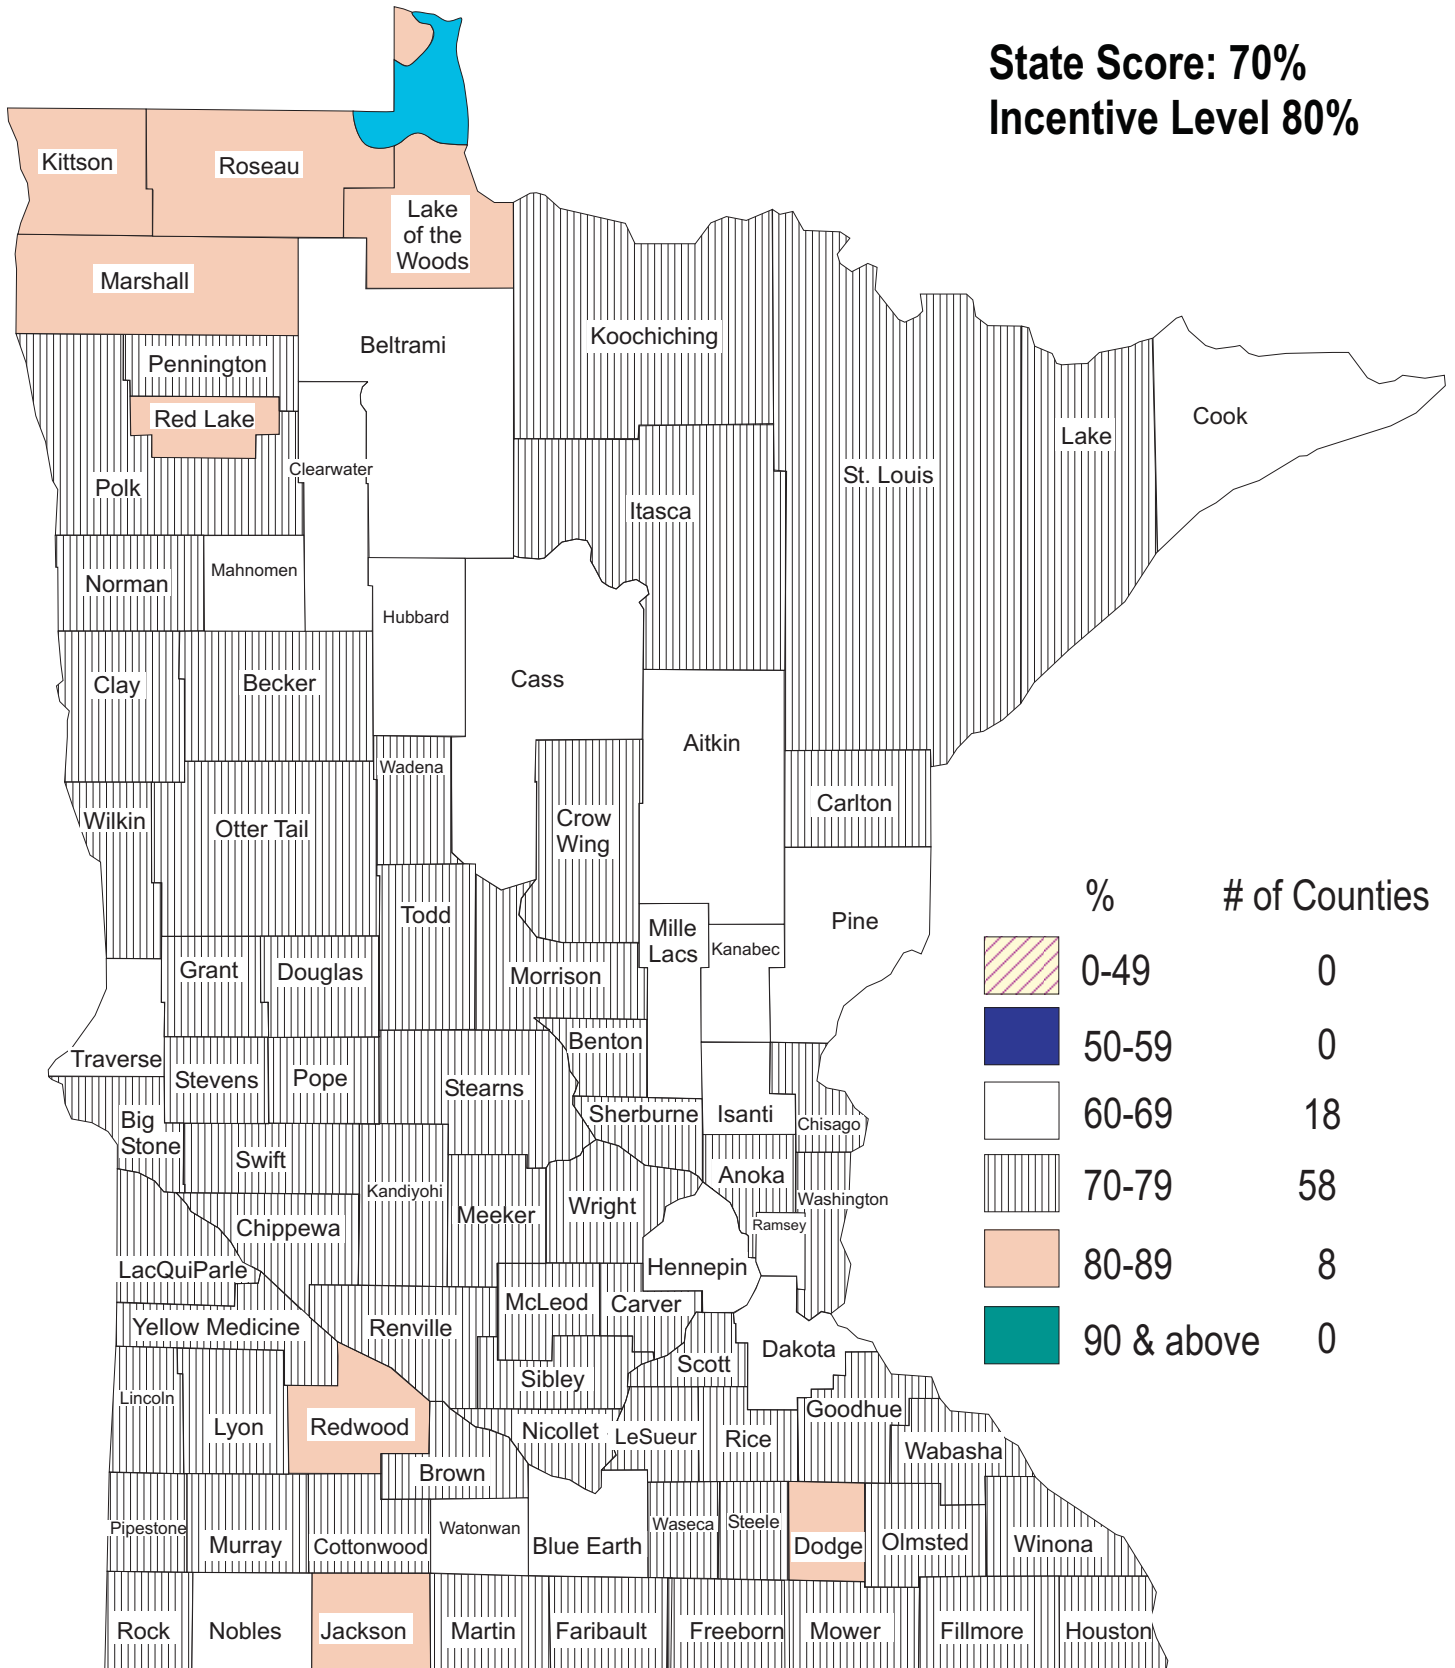 State Score: 70%
Incentive Level 80%
Kittson
Roseau
Lake
of the
Woods
Marshall
Beltrami
Koochiching
Pennington
Red Lake
Clearwater
Polk
Itasca
St. Louis
Lake
Cook
Norman
Mahnomen
Hubbard
Cass
Clay
Becker
Aitkin
Wadena
Wilkin
Otter Tail
Crow
Wing
Carlton
Todd
Mille
Lacs
Kanabec
Pine
Grant
Douglas
Morrison
Traverse
Stevens
Pope
Stearns
Benton
Big
Stone
Swift
Sherburne
Isanti
Chisago
Kandiyohi
Meeker
Wright
Anoka
Washington
Ramsey
Chippewa
LacQuiParle
Hennepin
Yellow Medicine
Renville
McLeod
Carver
Scott
Dakota
Sibley
Lincoln
Lyon
Redwood
Brown
Nicollet
LeSueur
Rice
Goodhue
Wabasha
Pipestone
Murray
Cottonwood
Watonwan
Blue Earth
Waseca
Steele
Dodge
Olmsted
Winona
Rock
Nobles
Jackson
Martin
Faribault
Freeborn
Mower
Fillmore
Houston
% # of Counties
0-49 0
50-59 0
60-69 18
70-79 58
80-89 8
90 & above 0